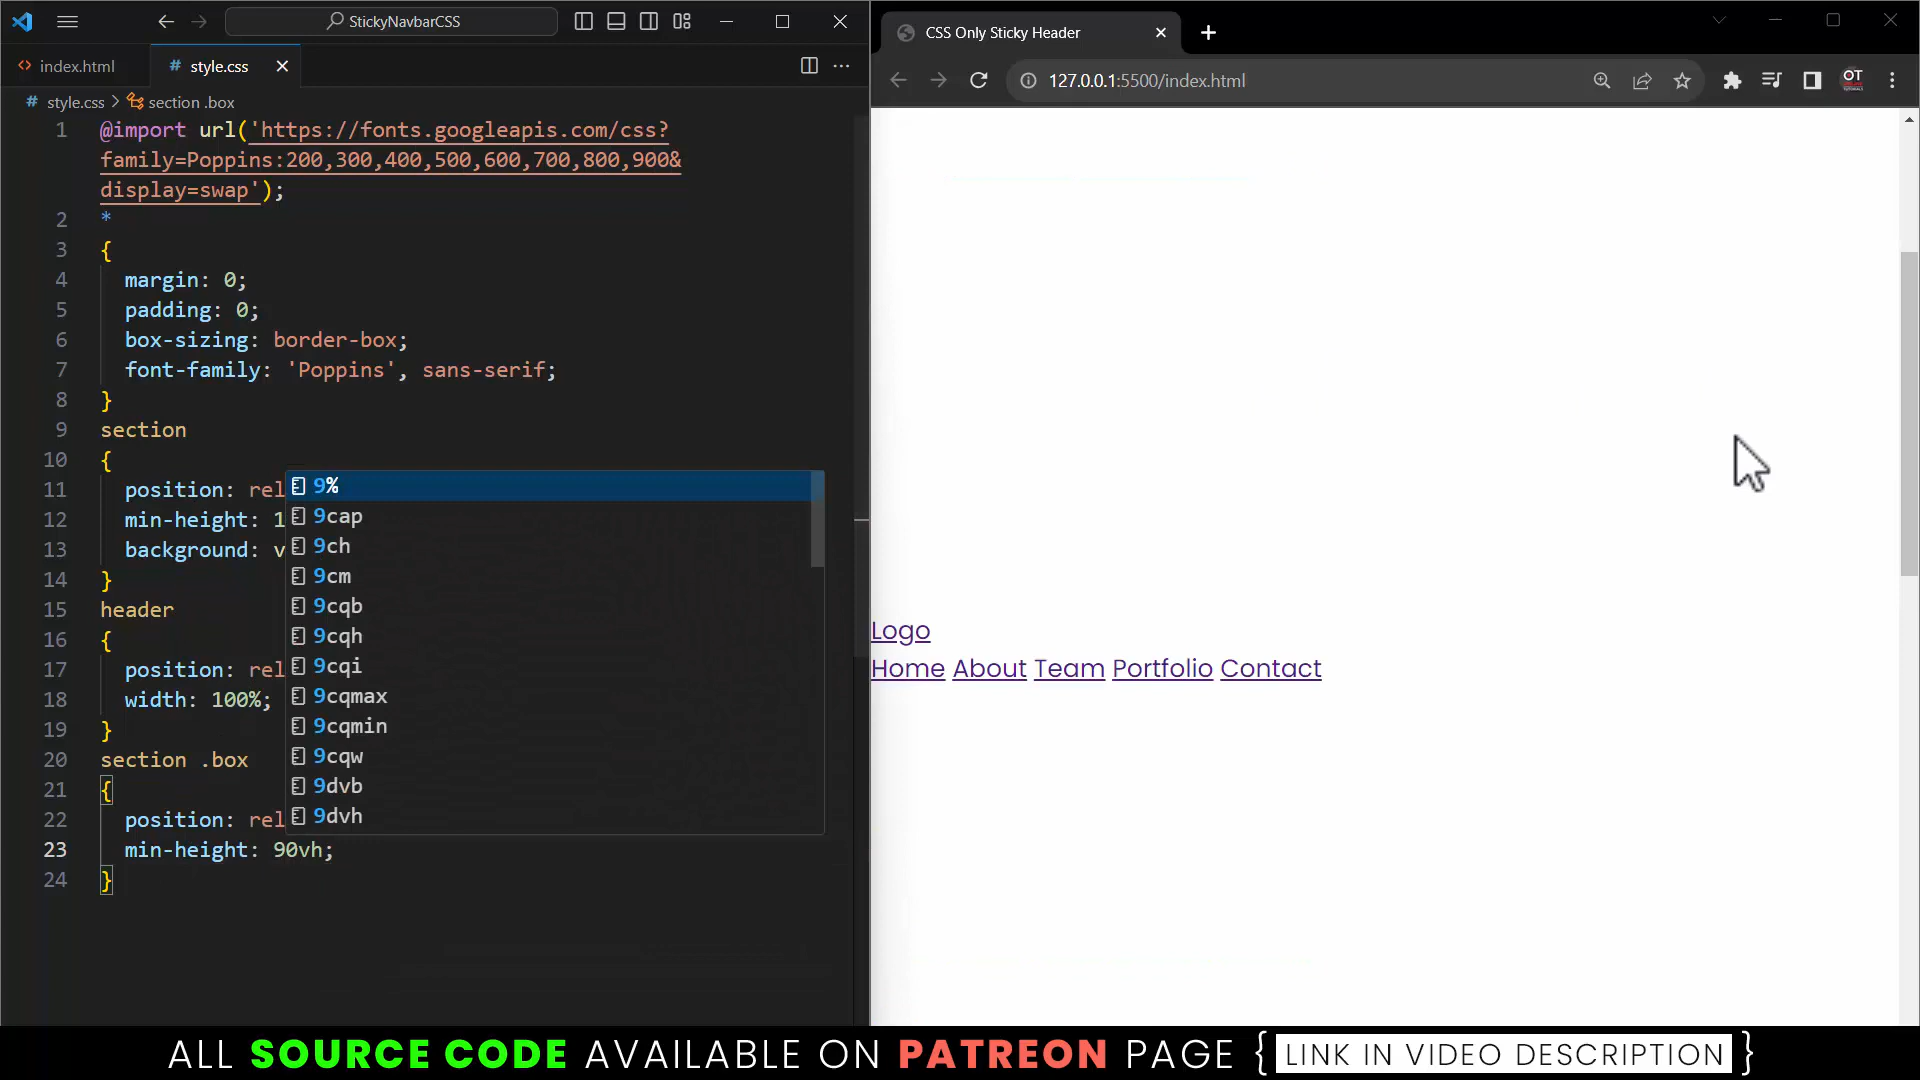 StickyNavbarCSS
index.html
# style.css
# style.css > section .box
1 @import url('https://fonts.googleapis.com/css?
family=Poppins:200,300,400,500,600,700,800,900&
display=swap');
2 *
3 {
4 margin: 0;
5 padding: 0;
6 box-sizing: border-box;
7 font-family: 'Poppins', sans-serif;
8 }
9 section
10 {
11 position: rel
12 min-height: 1
13 background: v
14 }
15 header
16 {
17 position: rel
18 width: 100%;
19 }
20 section .box
21 {
22 position: rel
23 min-height: 90vh;
24 }
9%
9cap
9ch
9cm
9cqb
9cqh
9cqi
9cqmax
9cqmin
9cqw
9dvb
9dvh
CSS Only Sticky Header
127.0.0.1:5500/index.html
OT
Logo
Home About Team Portfolio Contact
ALL SOURCE CODE AVAILABLE ON PATREON PAGE { LINK IN VIDEO DESCRIPTION }